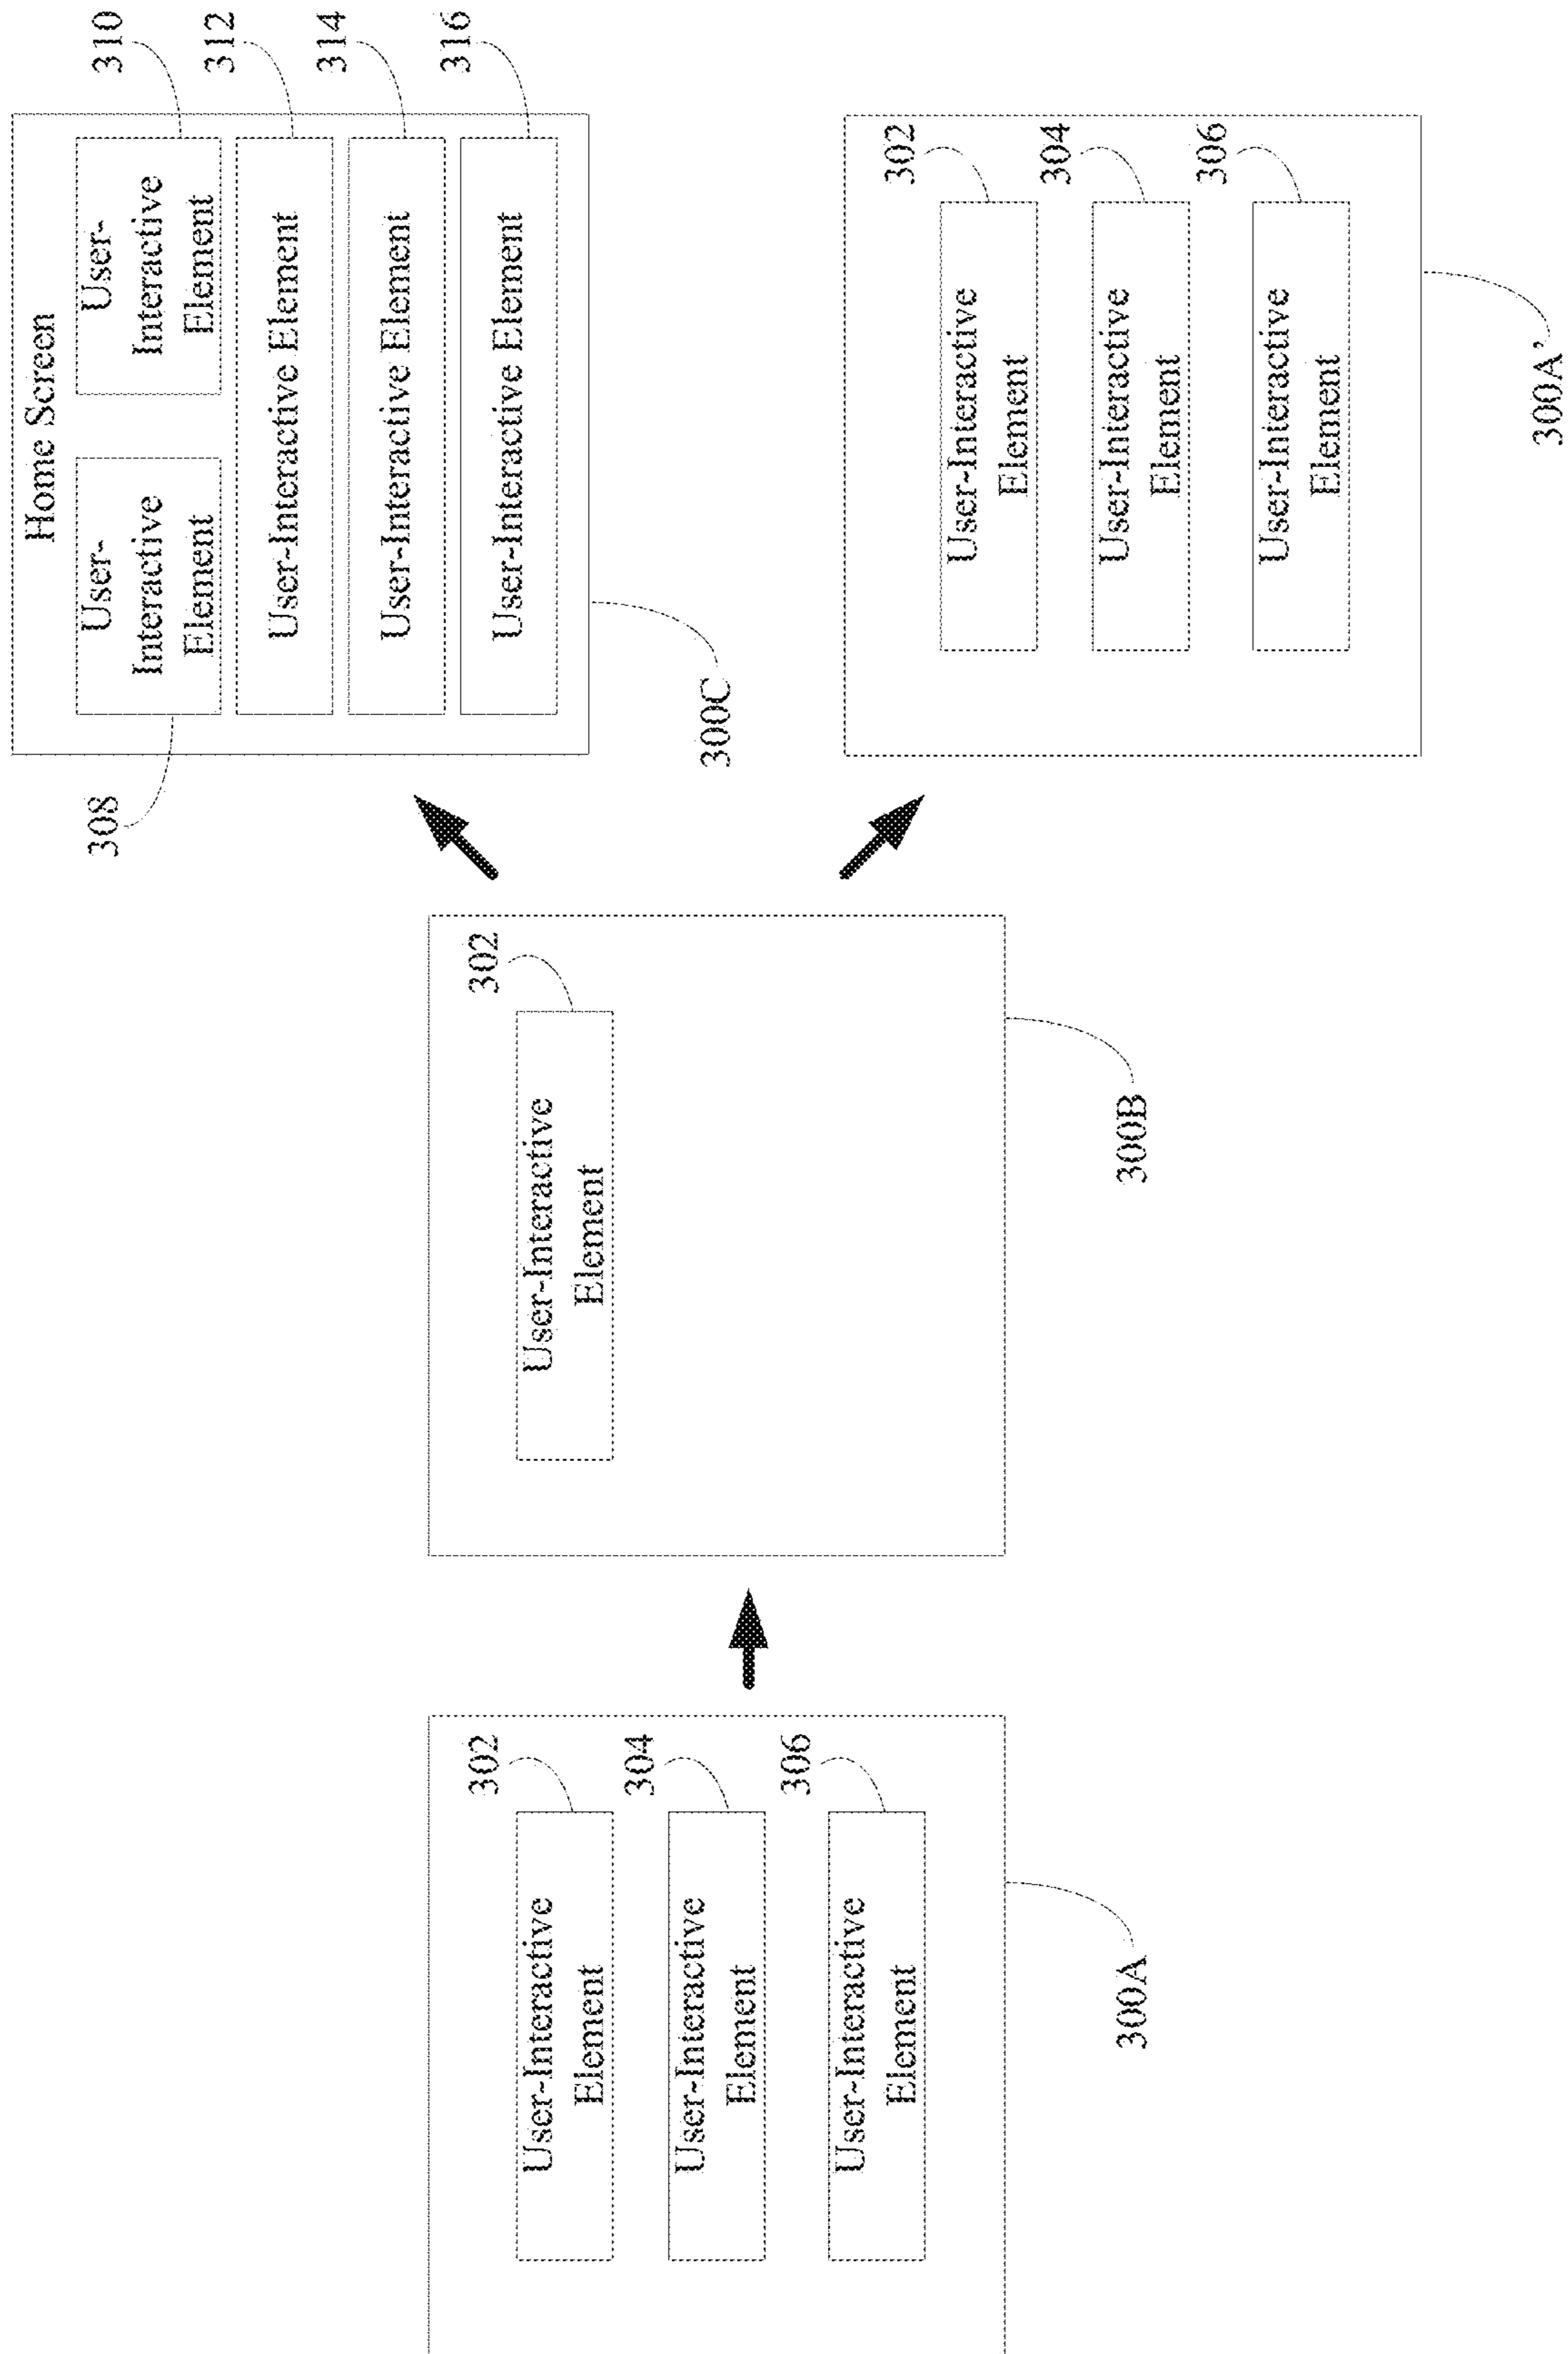 302
User-Interactive
Element
304
User-Interactive
Element
306
User-Interactive
Element
300A
302
User-Interactive
Element
300B
Home Screen
308
User-
Interactive
Element
310
User-
Interactive
Element
312
User-Interactive Element
314
User-Interactive Element
316
User-Interactive Element
300C
302
User-Interactive
Element
304
User-Interactive
Element
306
User-Interactive
Element
300A’